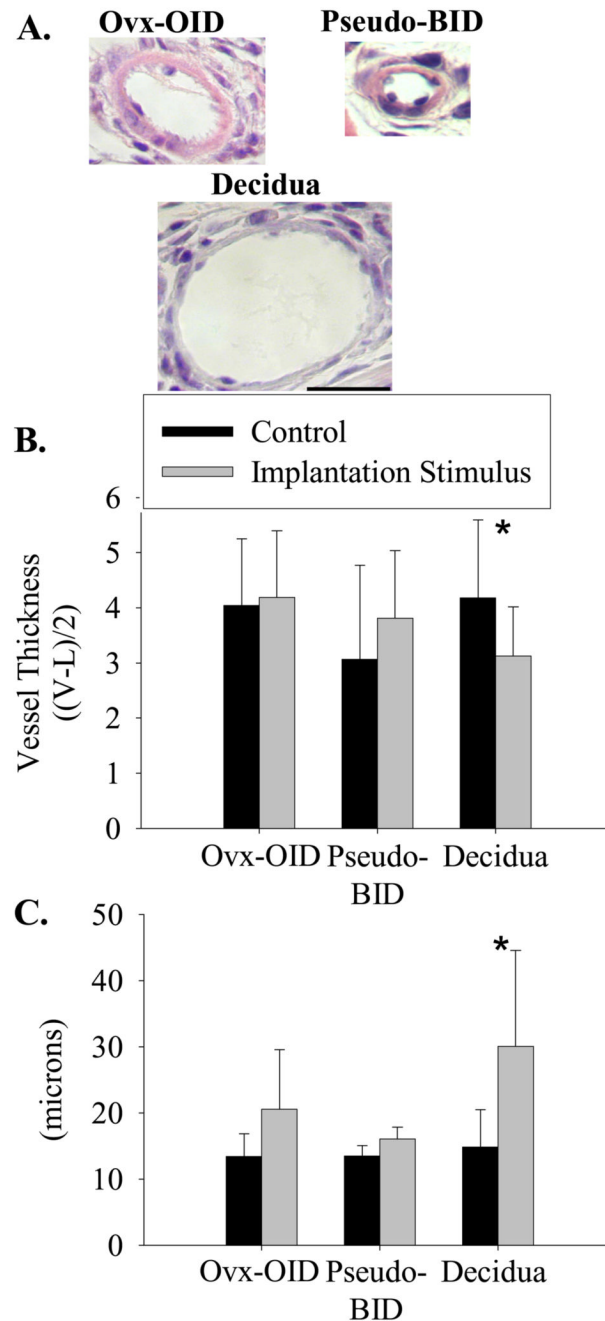 A.
Ovx-OID
Pseudo-BID
Decidua
B.
Control
Implantation Stimulus
Vessel Thickness
((V-L)/2)
6
5
4
3
2
1
0
*
Ovx-OID
Pseudo-
BID
Decidua
C.
(microns)
50
40
30
20
10
0
*
Ovx-OID
Pseudo-
BID
Decidua